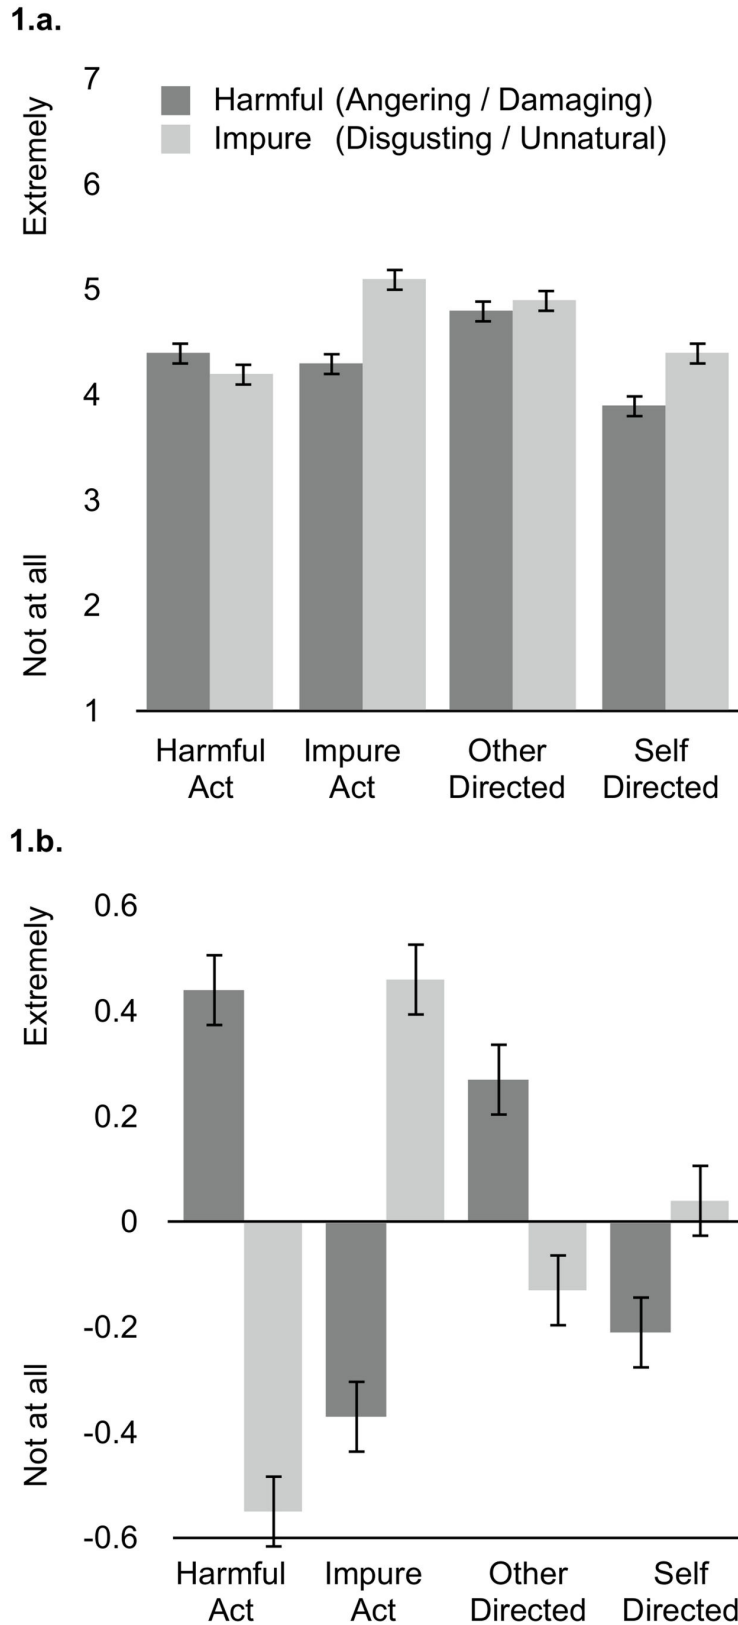 1.a.
Extremely
Not at all
7
6
5
4
3
2
1
Harmful (Angering / Damaging)
Impure (Disgusting / Unnatural)
Harmful Act
Impure Act
Other Directed
Self Directed
1.b.
Extremely
Not at all
0.6
0.4
0.2
0
-0.2
-0.4
-0.6
Harmful Act
Impure Act
Other Directed
Self Directed